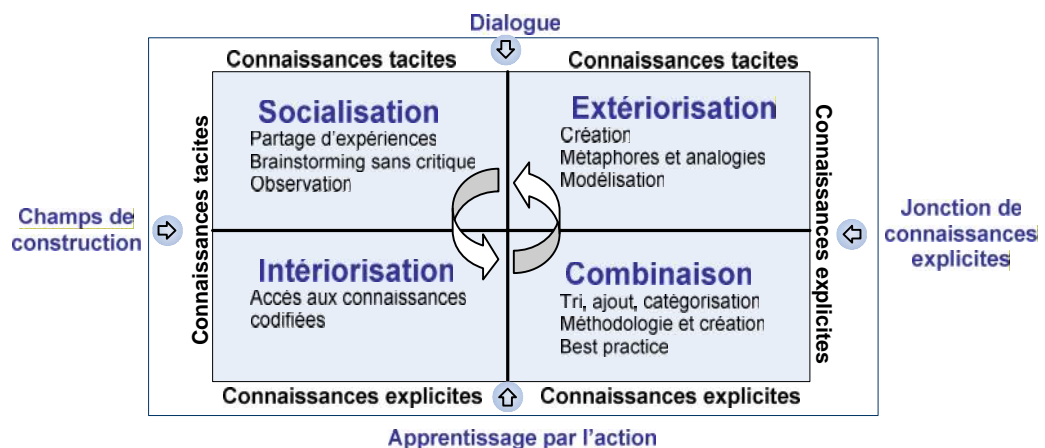 Dialogue
Connaissances tacites
Connaissances tacites
Socialisation
Partage d'expériences
Brainstorming sans critique
Observation
Extériorisation
Création
Métaphores et analogies
Modélisation
Connaissances tacites
Connaissances explicites
Champs de
construction
Jonction de
connaissances
explicites
Intériorisation
Accès aux connaissances
codifiées
Combinaison
Tri, ajout, catégorisation
Méthodologie et création
Best practice
Connaissances explicites
Connaissances explicites
Apprentissage par l'action